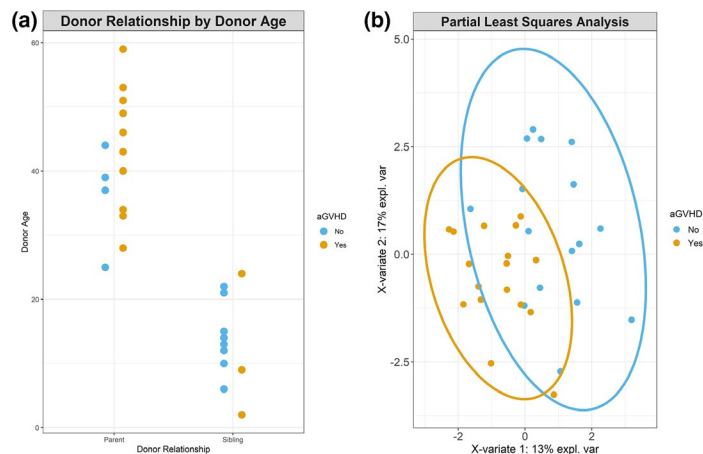 (a)
Donor Relationship by Donor Age
60
40
20
0
Donor Age
Parent
Sibling
Donor Relationship
aGVHD
No
Yes
(b)
Partial Least Squares Analysis
5.0
2.5
0.0
-2.5
X-variate 2: 17% expl. var
-2
0
2
X-variate 1: 13% expl. var
aGVHD
No
Yes